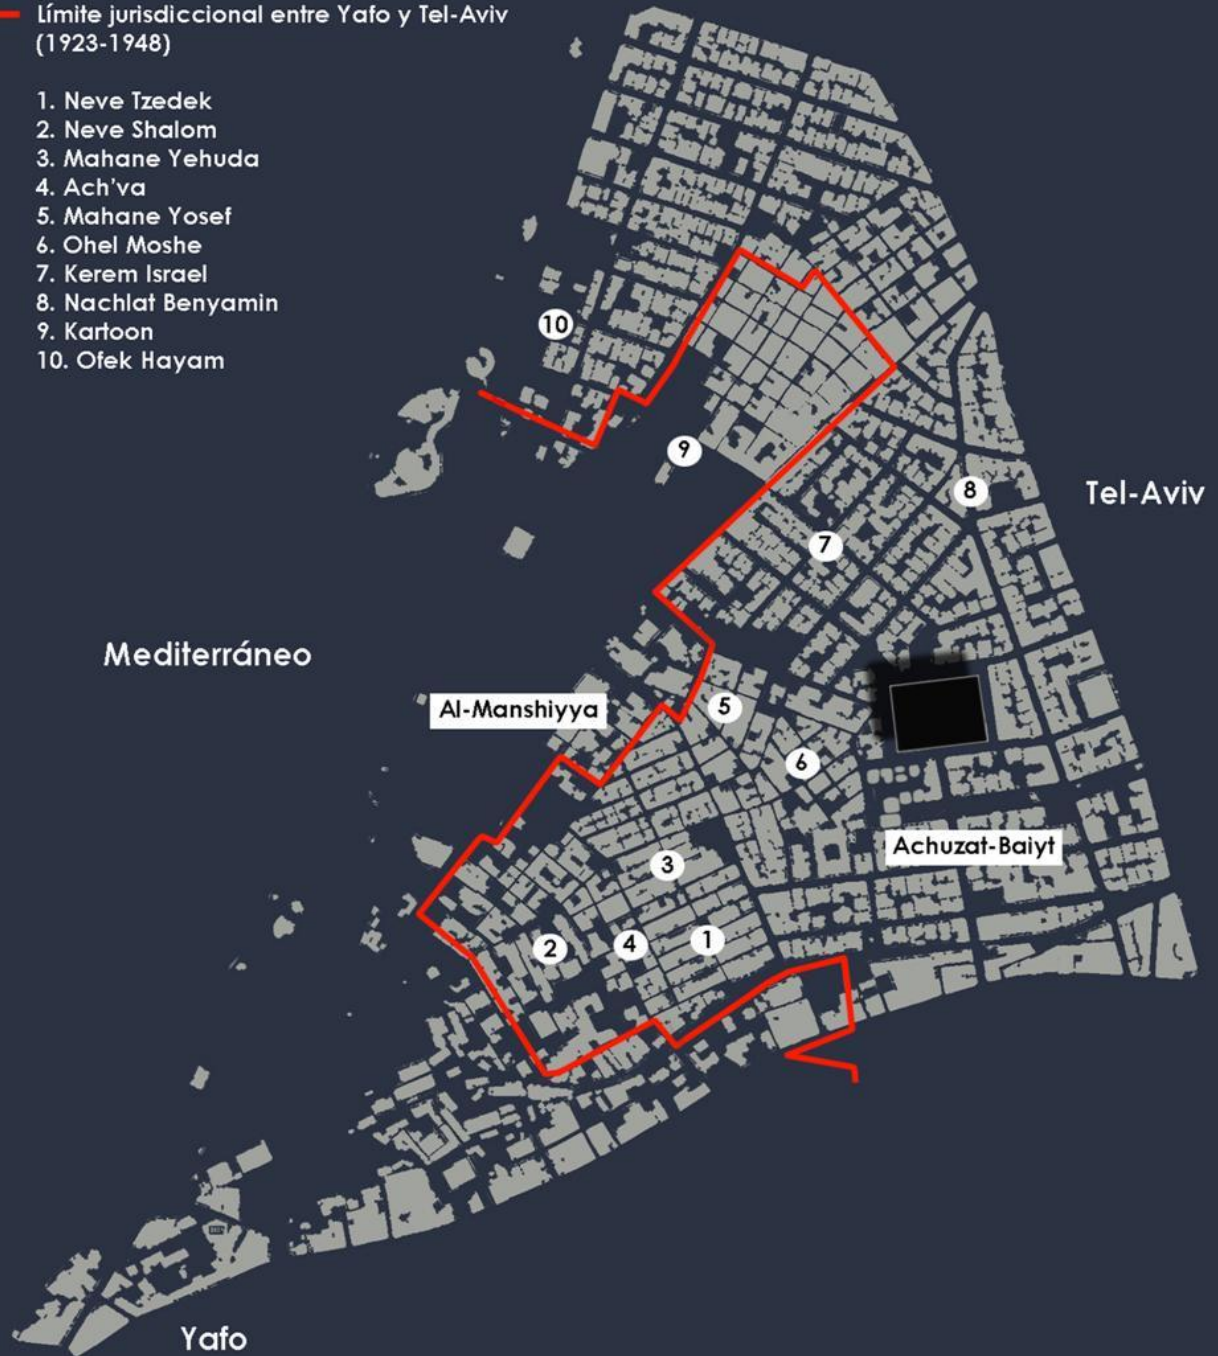 Límite jurisdiccional entre Yafo y Tel-Aviv
(1923-1948)
1. Neve Tzedek
2. Neve Shalom
3. Mahane Yehuda
4. Ach'va
5. Mahane Yosef
6. Ohel Moshe
7. Kerem Israel
8. Nachlat Benyamin
9. Kartoon
10. Ofek Hayam
10
9
8
Tel-Aviv
7
Mediterráneo
Al-Manshiyya
5
6
Achuzat-Baiyt
3
2
4
1
Yafo